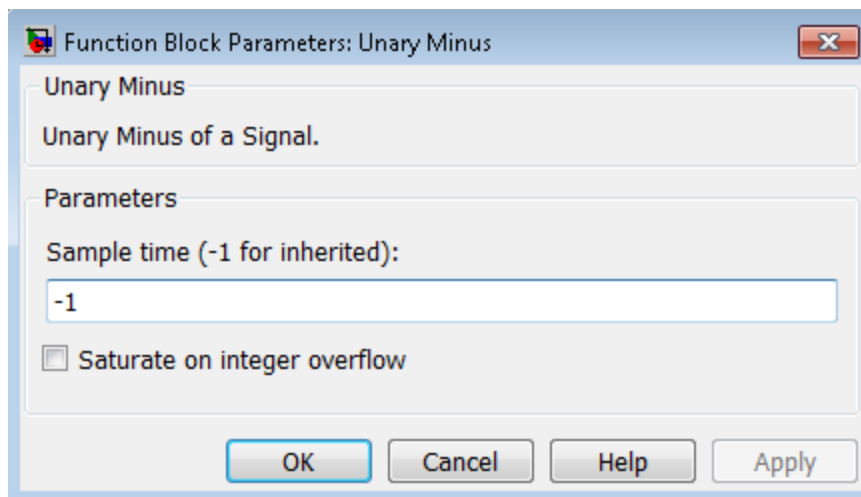 Function Block Parameters: Unary Minus
Unary Minus
Unary Minus of a Signal.
Parameters
Sample time (-1 for inherited):
-1
Saturate on integer overflow
OK Cancel Help Apply